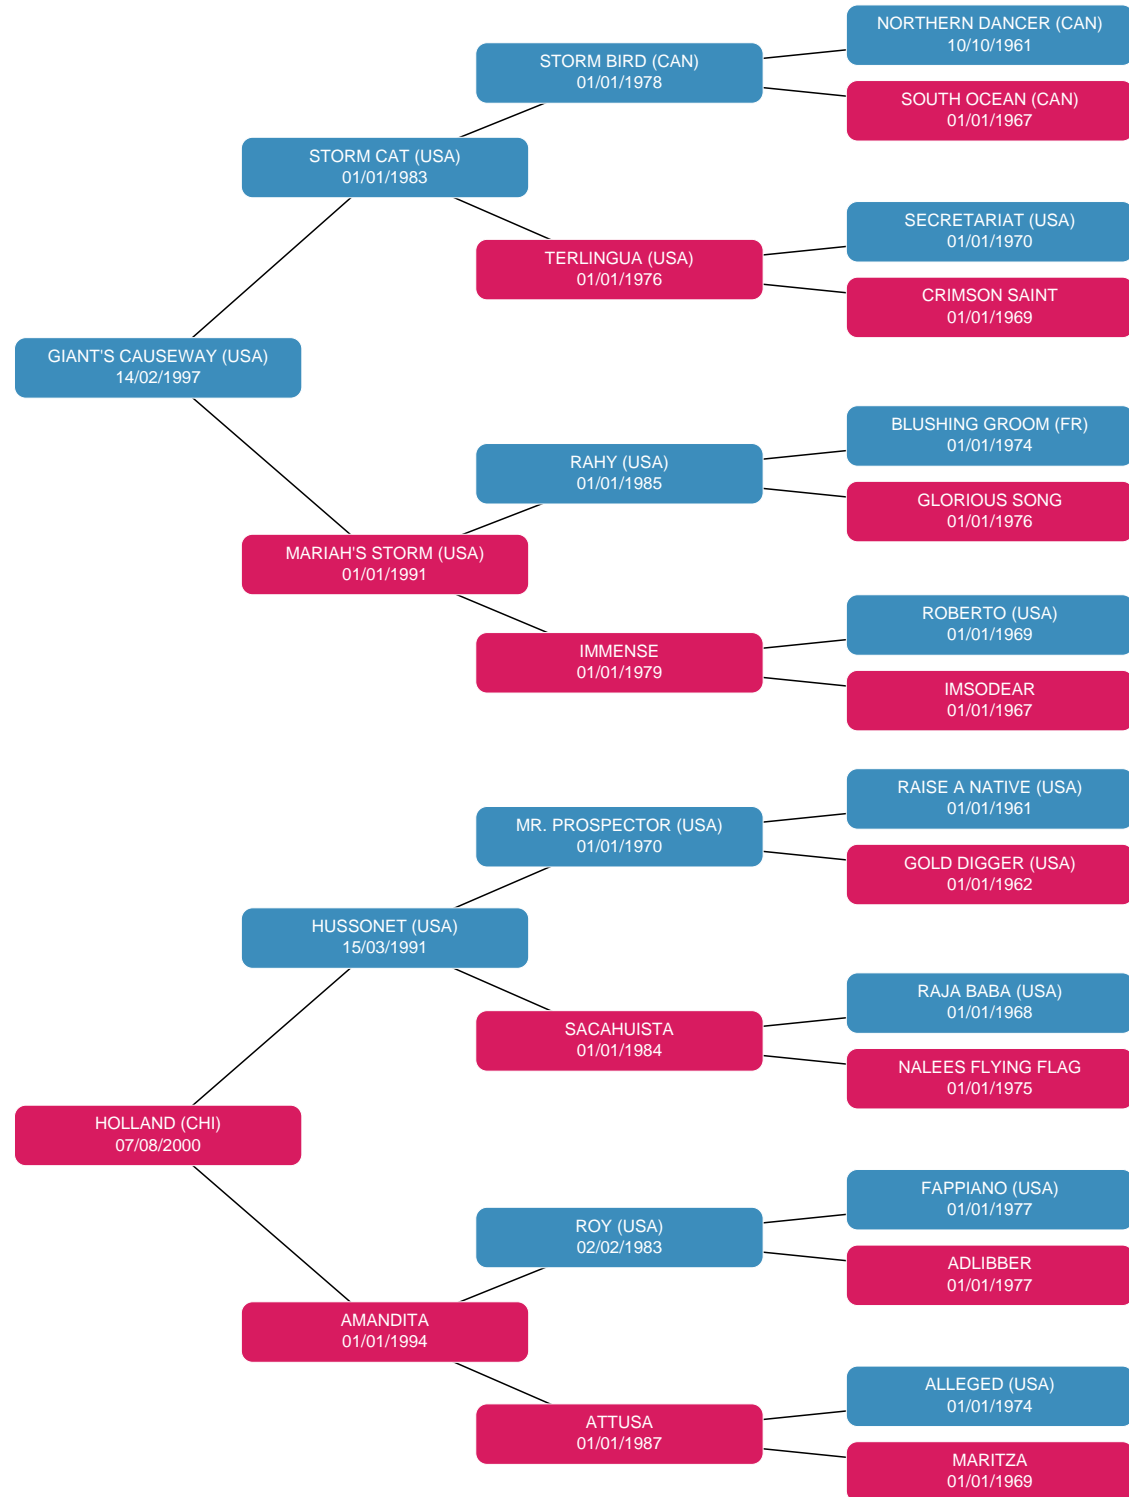 NORTHERN DANCER (CAN)
10/10/1961
STORM BIRD (CAN)
01/01/1978
SOUTH OCEAN (CAN)
01/01/1967
STORM CAT (USA)
01/01/1983
SECRETARIAT (USA)
01/01/1970
TERLINGUA (USA)
01/01/1976
CRIMSON SAINT
01/01/1969
GIANT'S CAUSEWAY (USA)
14/02/1997
BLUSHING GROOM (FR)
01/01/1974
RAHY (USA)
01/01/1985
GLORIOUS SONG
01/01/1976
MARIAH'S STORM (USA)
01/01/1991
ROBERTO (USA)
01/01/1969
IMMENSE
01/01/1979
IMSODEAR
01/01/1967
RAISE A NATIVE (USA)
01/01/1961
MR. PROSPECTOR (USA)
01/01/1970
GOLD DIGGER (USA)
01/01/1962
HUSSONET (USA)
15/03/1991
RAJA BABA (USA)
01/01/1968
SACAHUISTA
01/01/1984
NALEES FLYING FLAG
01/01/1975
HOLLAND (CHI)
07/08/2000
FAPPIANO (USA)
01/01/1977
ROY (USA)
02/02/1983
ADLIBBER
01/01/1977
AMANDITA
01/01/1994
ALLEGED (USA)
01/01/1974
ATTUSA
01/01/1987
MARITZA
01/01/1969